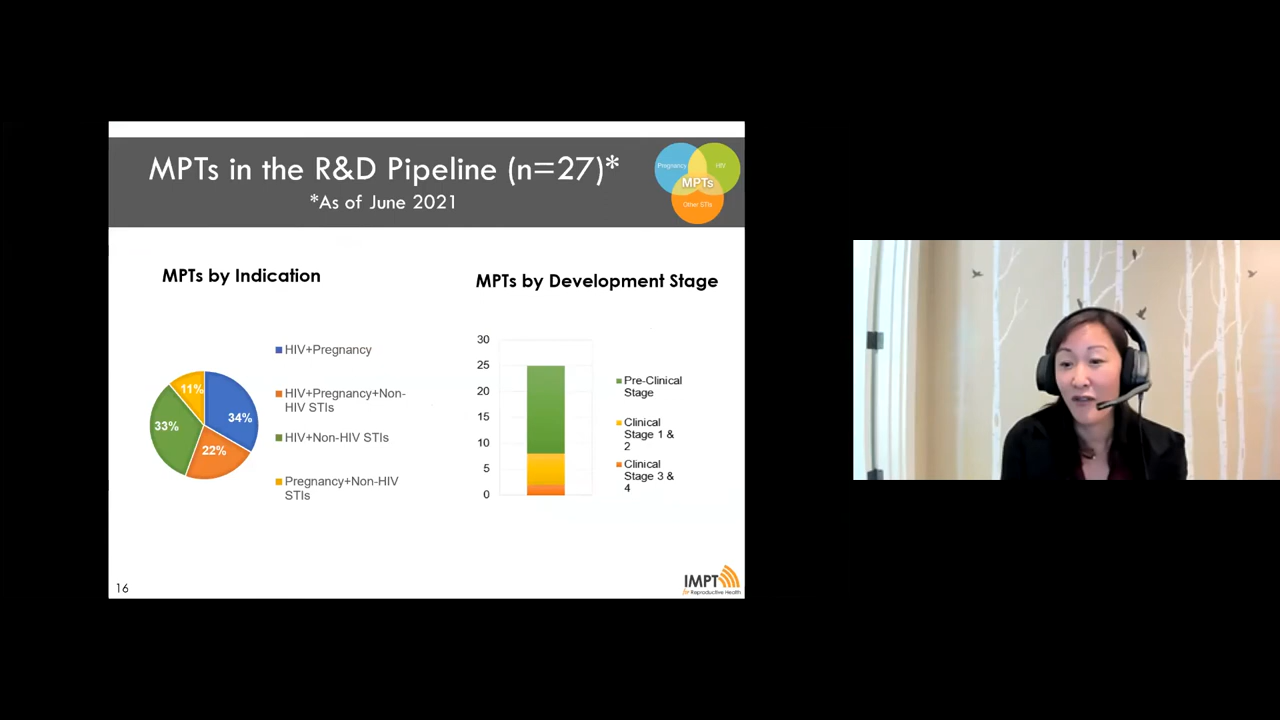 MPTs in the R&D Pipeline (n=27)*
*As of June 2021
Pregnancy
HIV
MPTs
Other STIs
MPTs by Indication
34%
22%
33%
11%
HIV+Pregnancy
HIV+Pregnancy+Non-
HIV STIs
HIV+Non-HIV STIs
Pregnancy+Non-HIV
STIs
MPTs by Development Stage
30
25
20
15
10
5
0
Pre-Clinical
Stage
Clinical
Stage 1 &
2
Clinical
Stage 3 &
4
16
IMPT
for Reproductive Health